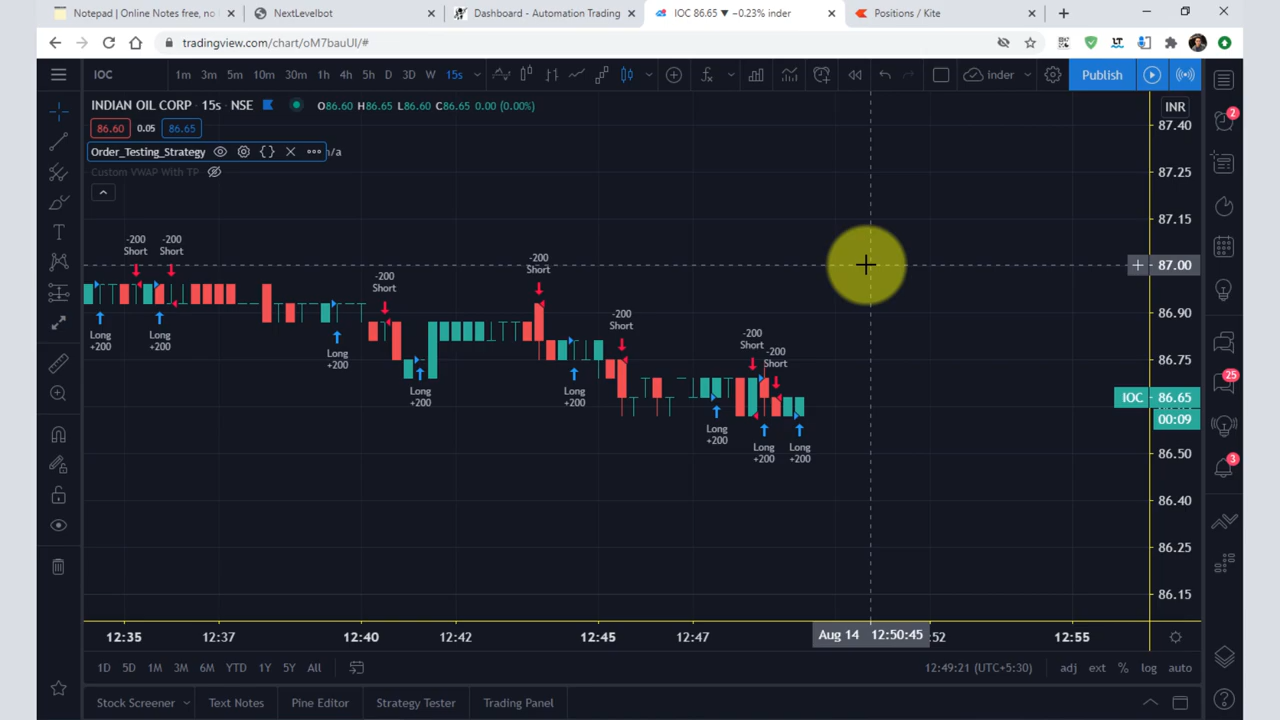 Notepad | Online Notes free, no
NextLevelbot
Dashboard - Automation Trading
IOC 86.65 ▼ −0.23% inder
Positions / Kite
tradingview.com/chart/oM7bauUI/#
IOC
1m 3m 5m 10m 30m 1h 4h 5h D 3D W 15s
inder
Publish
INDIAN OIL CORP · 15s · NSE
O86.60 H86.65 L86.60 C86.65 0.00 (0.00%)
INR
86.60 0.05 86.65
87.40
2
Order_Testing_Strategy
n/a
Custom VWAP With TP
87.25
87.15
-200
Short
-200
Short
-200
Short
-200
Short
87.00
86.90
-200
Short
Long
+200
Long
+200
Long
+200
-200
Short
-200
Short
86.75
25
Long
+200
Long
+200
IOC 86.65
00:09
Long
+200
Long
+200
Long
+200
86.50
3
86.40
86.25
86.15
12:35 12:37 12:40 12:42 12:45 12:47
Aug 14 12:50:45
:52
12:55
1D 5D 1M 3M 6M YTD 1Y 5Y All
12:49:21 (UTC+5:30)
adj ext % log auto
Stock Screener
Text Notes
Pine Editor
Strategy Tester
Trading Panel